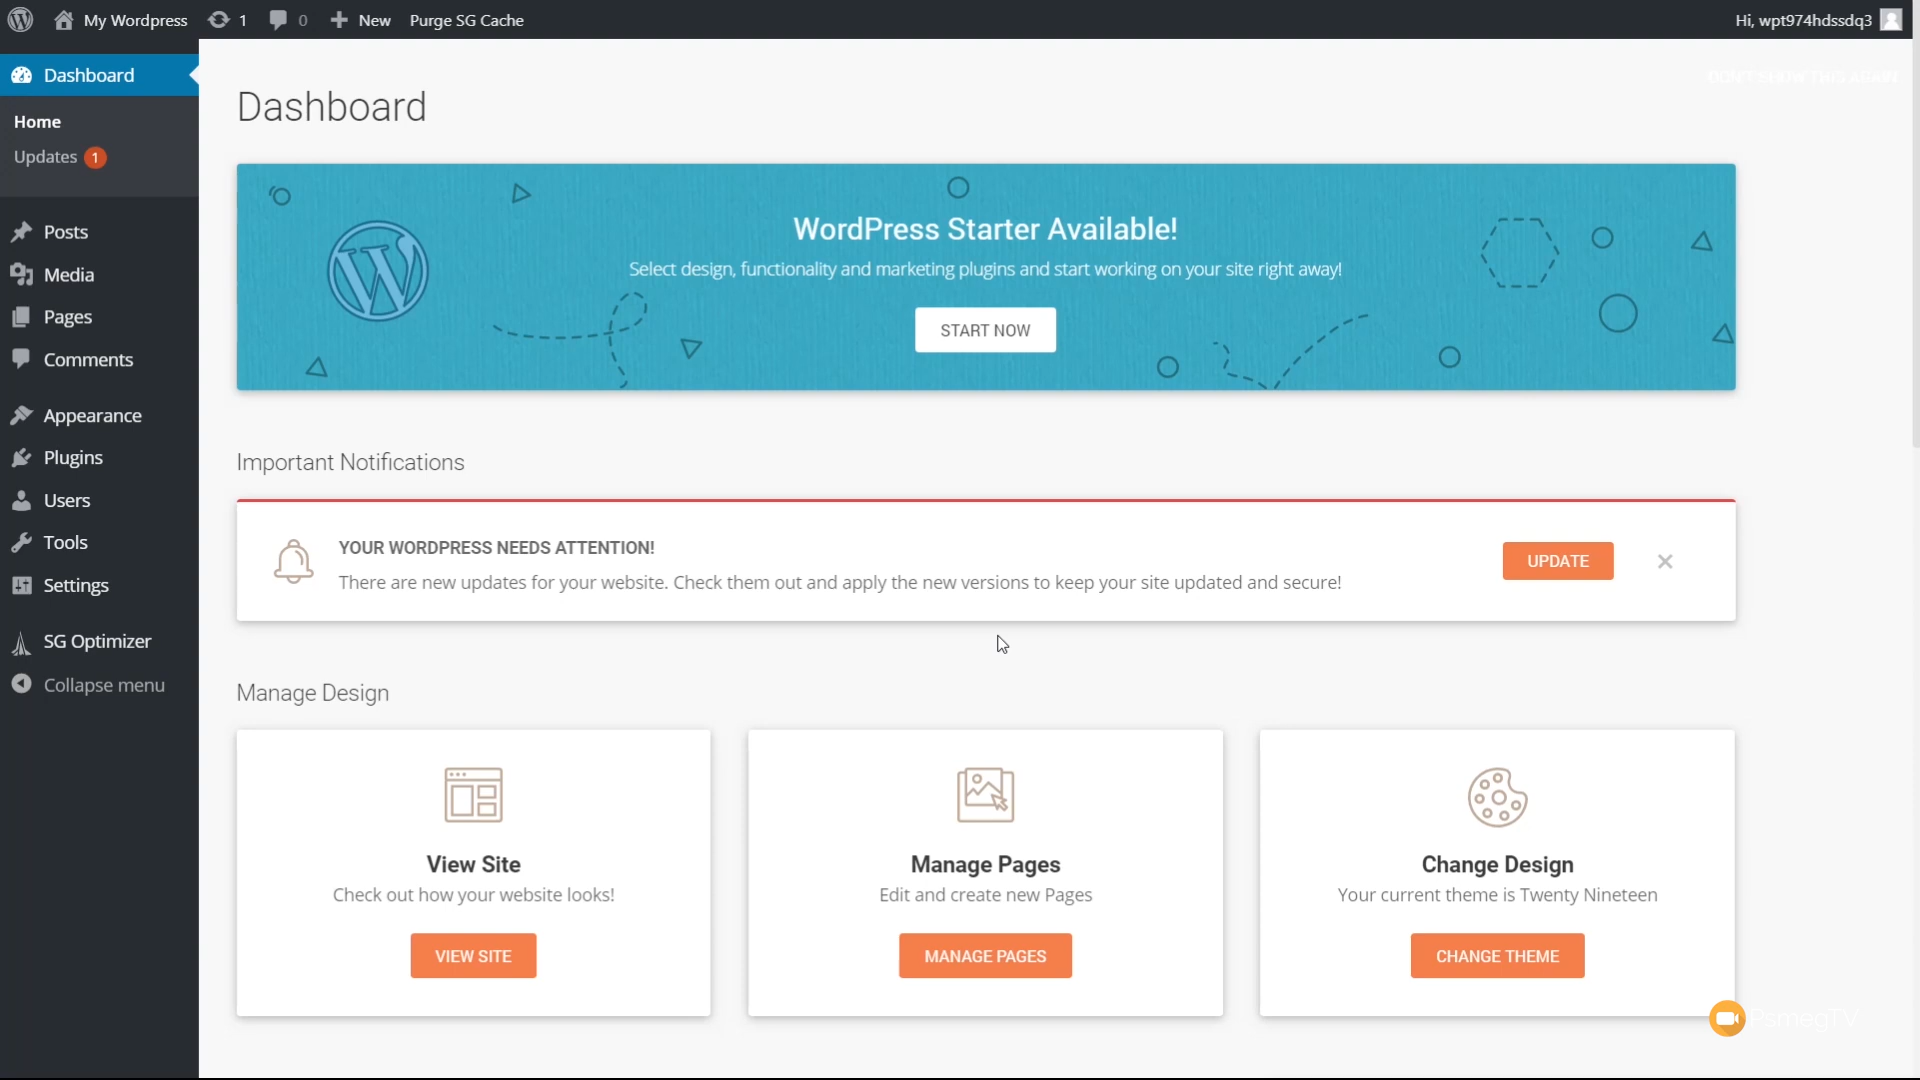 My Wordpress 1 0 New Purge SG Cache Hi, wpt974hdssdq3
Dashboard
Home
Updates 1
Posts
Media
Pages
Comments
Appearance
Plugins
Users
Tools
Settings
SG Optimizer
Collapse menu
DON'T SHOW THIS AGAIN
Dashboard
WordPress Starter Available!
Select design, functionality and marketing plugins and start working on your site right away!
START NOW
Important Notifications
YOUR WORDPRESS NEEDS ATTENTION!
There are new updates for your website. Check them out and apply the new versions to keep your site updated and secure!
UPDATE
Manage Design
View Site
Check out how your website looks!
VIEW SITE
Manage Pages
Edit and create new Pages
MANAGE PAGES
Change Design
Your current theme is Twenty Nineteen
CHANGE THEME
PsmegTV